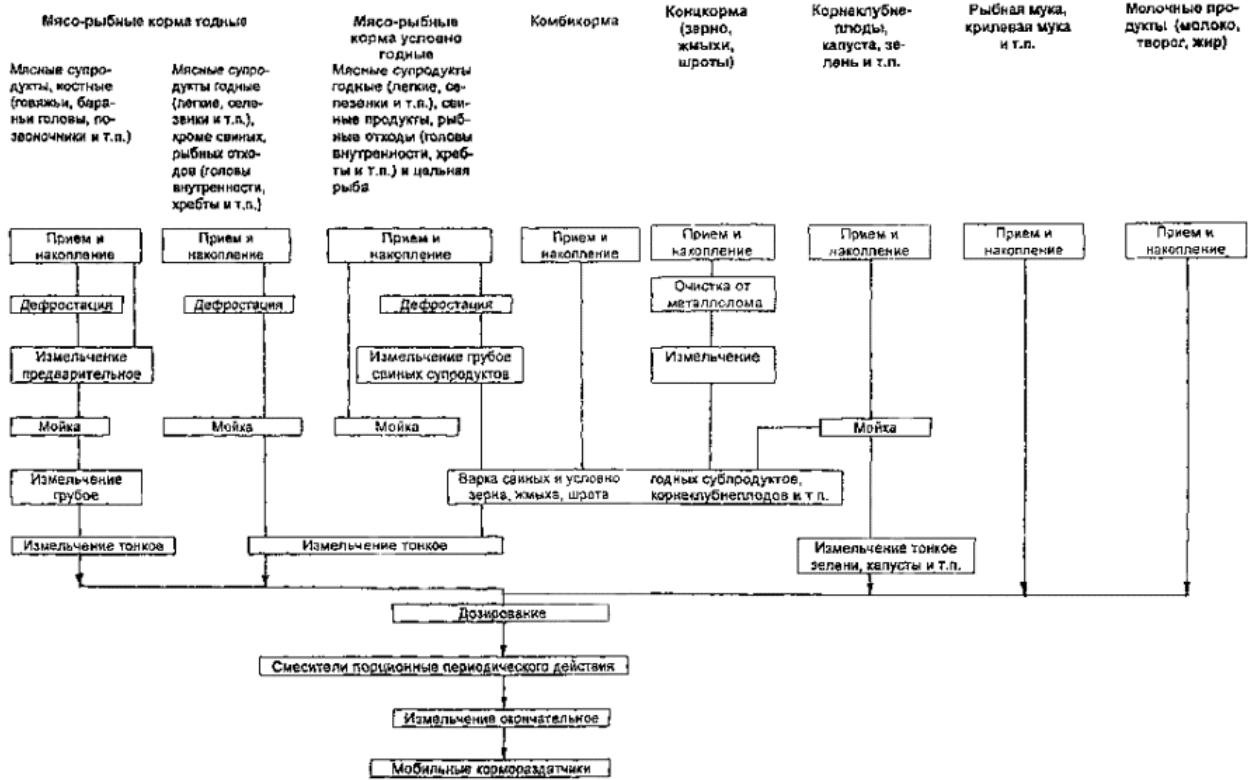 Мясо-рыбные корма годные
Мясные супро-
дукты, костные
(говяжьи, бара-
ньи головы, по-
звоночники и т.п.)
Мясные супро-
дукты годные
(легкие, селе-
зенки и т.п.),
кроме свиных,
рыбных отхо-
дов (головы
внутренности,
хребты и т.п.)
Мясо-рыбные
корма условно
годные
Мясные супродукты
годные (легкие, се-
лезенки и т.п.), сви-
ные продукты, рыб-
ные отходы (головы
внутренности, хреб-
ты и т.п.) и цельная
рыба
Комбикорма
Концкорма
(зерно,
жмыхи,
шроты)
Корнеклубне-
плоды,
капуста, зе-
лень и т.п.
Рыбная мука,
крилевая мука
и т.п.
Молочные про-
дукты (молоко,
творог, жир)
Прием и
накопление
Прием и
накопление
Прием и
накопление
Прием и
накопление
Прием и
накопление
Прием и
накопление
Прием и
накопление
Прием и
накопление
Дефростация
Дефростация
Дефростация
Очистка от
металлолома
Измельчение
предварительное
Измельчение грубое
свиных супродуктов
Измельчение
Мойка
Мойка
Мойка
Мойка
Измельчение
грубое
Варка свиных и условно годных субпродуктов,
зерна, жмыха, шрота корнеклубнеплодов и т п.
Измельчение тонкое
Измельчение тонкое
Измельчение тонкое
зелени, капусты и т.п.
Дозирование
Смесители порционные периодического действия
Измельчение окончательное
Мобильные кормораздатчики